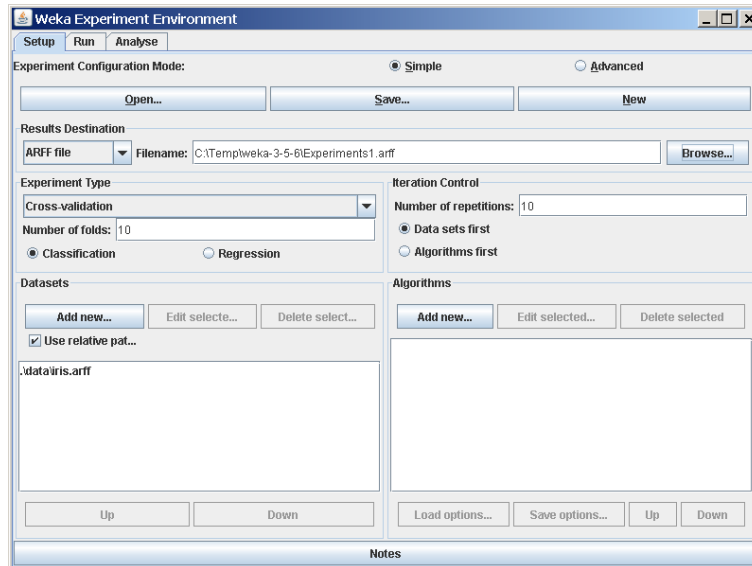 Weka Experiment Environment
Setup Run Analyse
Experiment Configuration Mode: Simple Advanced
Open... Save... New
Results Destination
ARFF file Filename: C:\Temp\weka-3-5-6\Experiments1.arff Browse...
Experiment Type
Cross-validation
Number of folds: 10
Classification Regression
Iteration Control
Number of repetitions: 10
Data sets first
Algorithms first
Datasets
Add new... Edit selecte... Delete select...
Use relative pat...
.\data\iris.arff
Up Down
Algorithms
Add new... Edit selected... Delete selected
Load options... Save options... Up Down
Notes